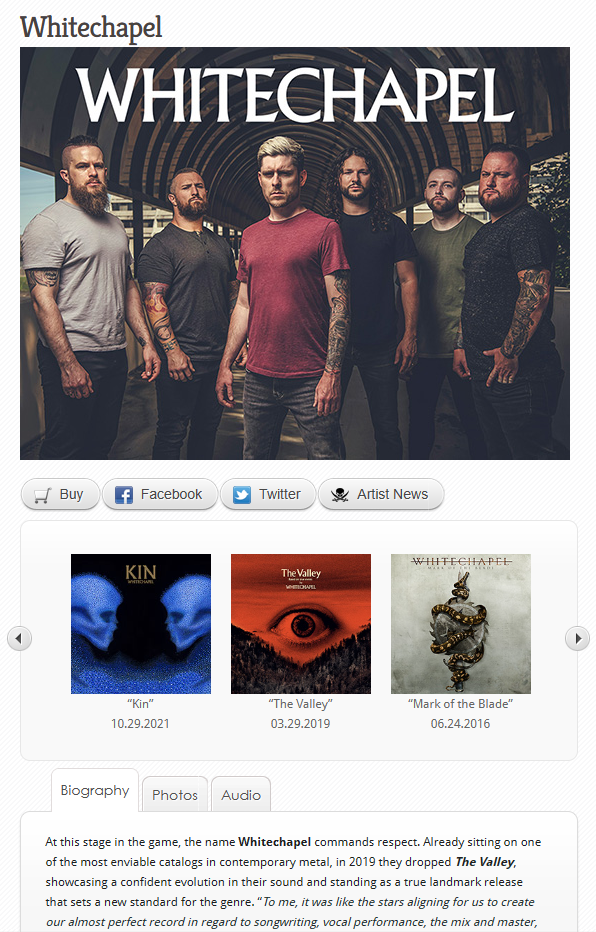 Whitechapel
WHITECHAPEL
Buy
Facebook
Twitter
Artist News
KIN
WHITECHAPEL
The Valley
WHITECHAPEL
WHITECHAPEL
MARK OF THE BLADE
“Kin”
“The Valley”
“Mark of the Blade”
10.29.2021
03.29.2019
06.24.2016
Biography
Photos
Audio
At this stage in the game, the name Whitechapel commands respect. Already sitting on one
of the most enviable catalogs in contemporary metal, in 2019 they dropped The Valley,
showcasing a confident evolution in their sound and standing as a true landmark release
that sets a new standard for the genre. “To me, it was like the stars aligning for us to create
our almost perfect record in regard to songwriting, vocal performance, the mix and master,